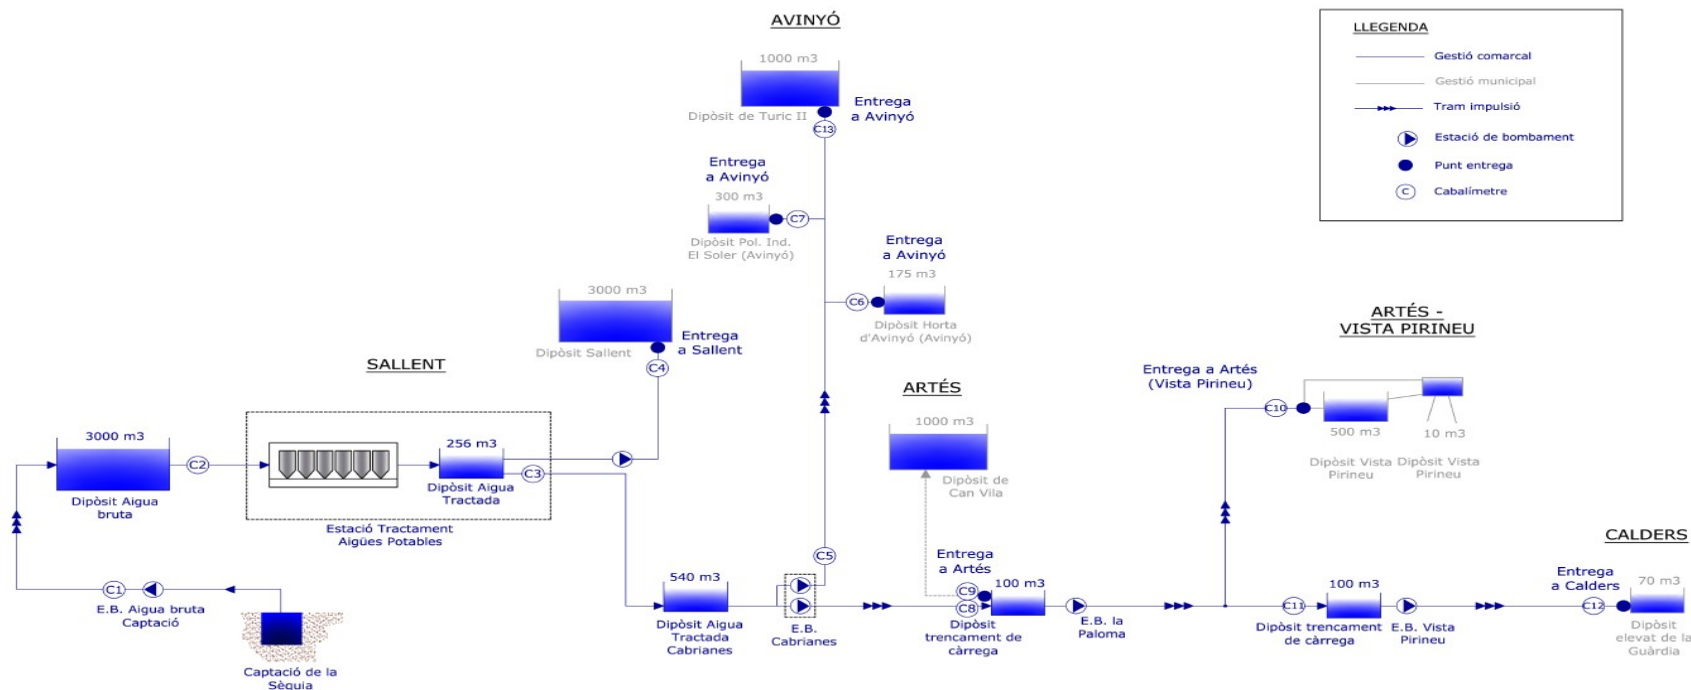 AVINYÓ
1000 m3
Dipòsit de Turic II
Entrega
a Avinyó
C13
LLEGENDA
Gestió comarcal
Gestió municipal
Tram impulsió
Estació de bombament
Punt entrega
C
Cabalímetre
Entrega
a Avinyó
300 m3
C7
Dipòsit Pol. Ind.
El Soler (Avinyó)
Entrega
a Avinyó
175 m3
C6
Dipòsit Horta
d'Avinyó (Avinyó)
3000 m3
Dipòsit Sallent
Entrega
a Sallent
C4
SALLENT
3000 m3
Dipòsit Aigua
bruta
C2
256 m3
Dipòsit Aigua
Tractada
C3
Estació Tractament
Aigües Potables
C1
E.B. Aigua bruta
Captació
Captació de la
Sèquia
540 m3
Dipòsit Aigua
Tractada
Cabrianes
E.B.
Cabrianes
C5
ARTÉS
1000 m3
Dipòsit de
Can Vila
Entrega
a Artés
C9
C8
100 m3
Dipòsit
trencament de
càrrega
E.B. la
Paloma
ARTÉS -
VISTA PIRINEU
Entrega a Artés
(Vista Pirineu)
C10
500 m3
10 m3
Dipòsit Vista
Pirineu
Dipòsit Vista
Pirineu
C11
100 m3
Dipòsit trencament
de càrrega
E.B. Vista
Pirineu
CALDERS
Entrega
a Calders
C12
70 m3
Dipòsit
elevat de la
Guàrdia